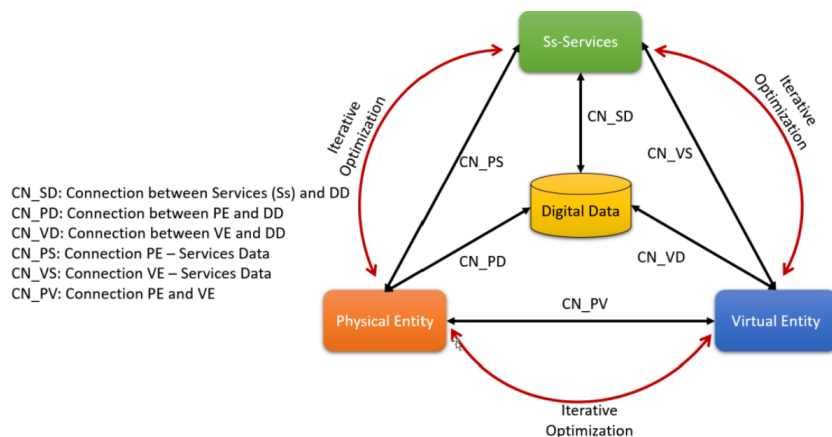 Ss-Services
Iterative
Optimization
Iterative
Optimization
CN_SD
CN_PS
CN_VS
CN_SD: Connection between Services (Ss) and DD
CN_PD: Connection between PE and DD
CN_VD: Connection between VE and DD
CN_PS: Connection PE – Services Data
CN_VS: Connection VE – Services Data
CN_PV: Connection PE and VE
Digital Data
CN_PD
CN_VD
Physical Entity
CN_PV
Virtual Entity
Iterative
Optimization